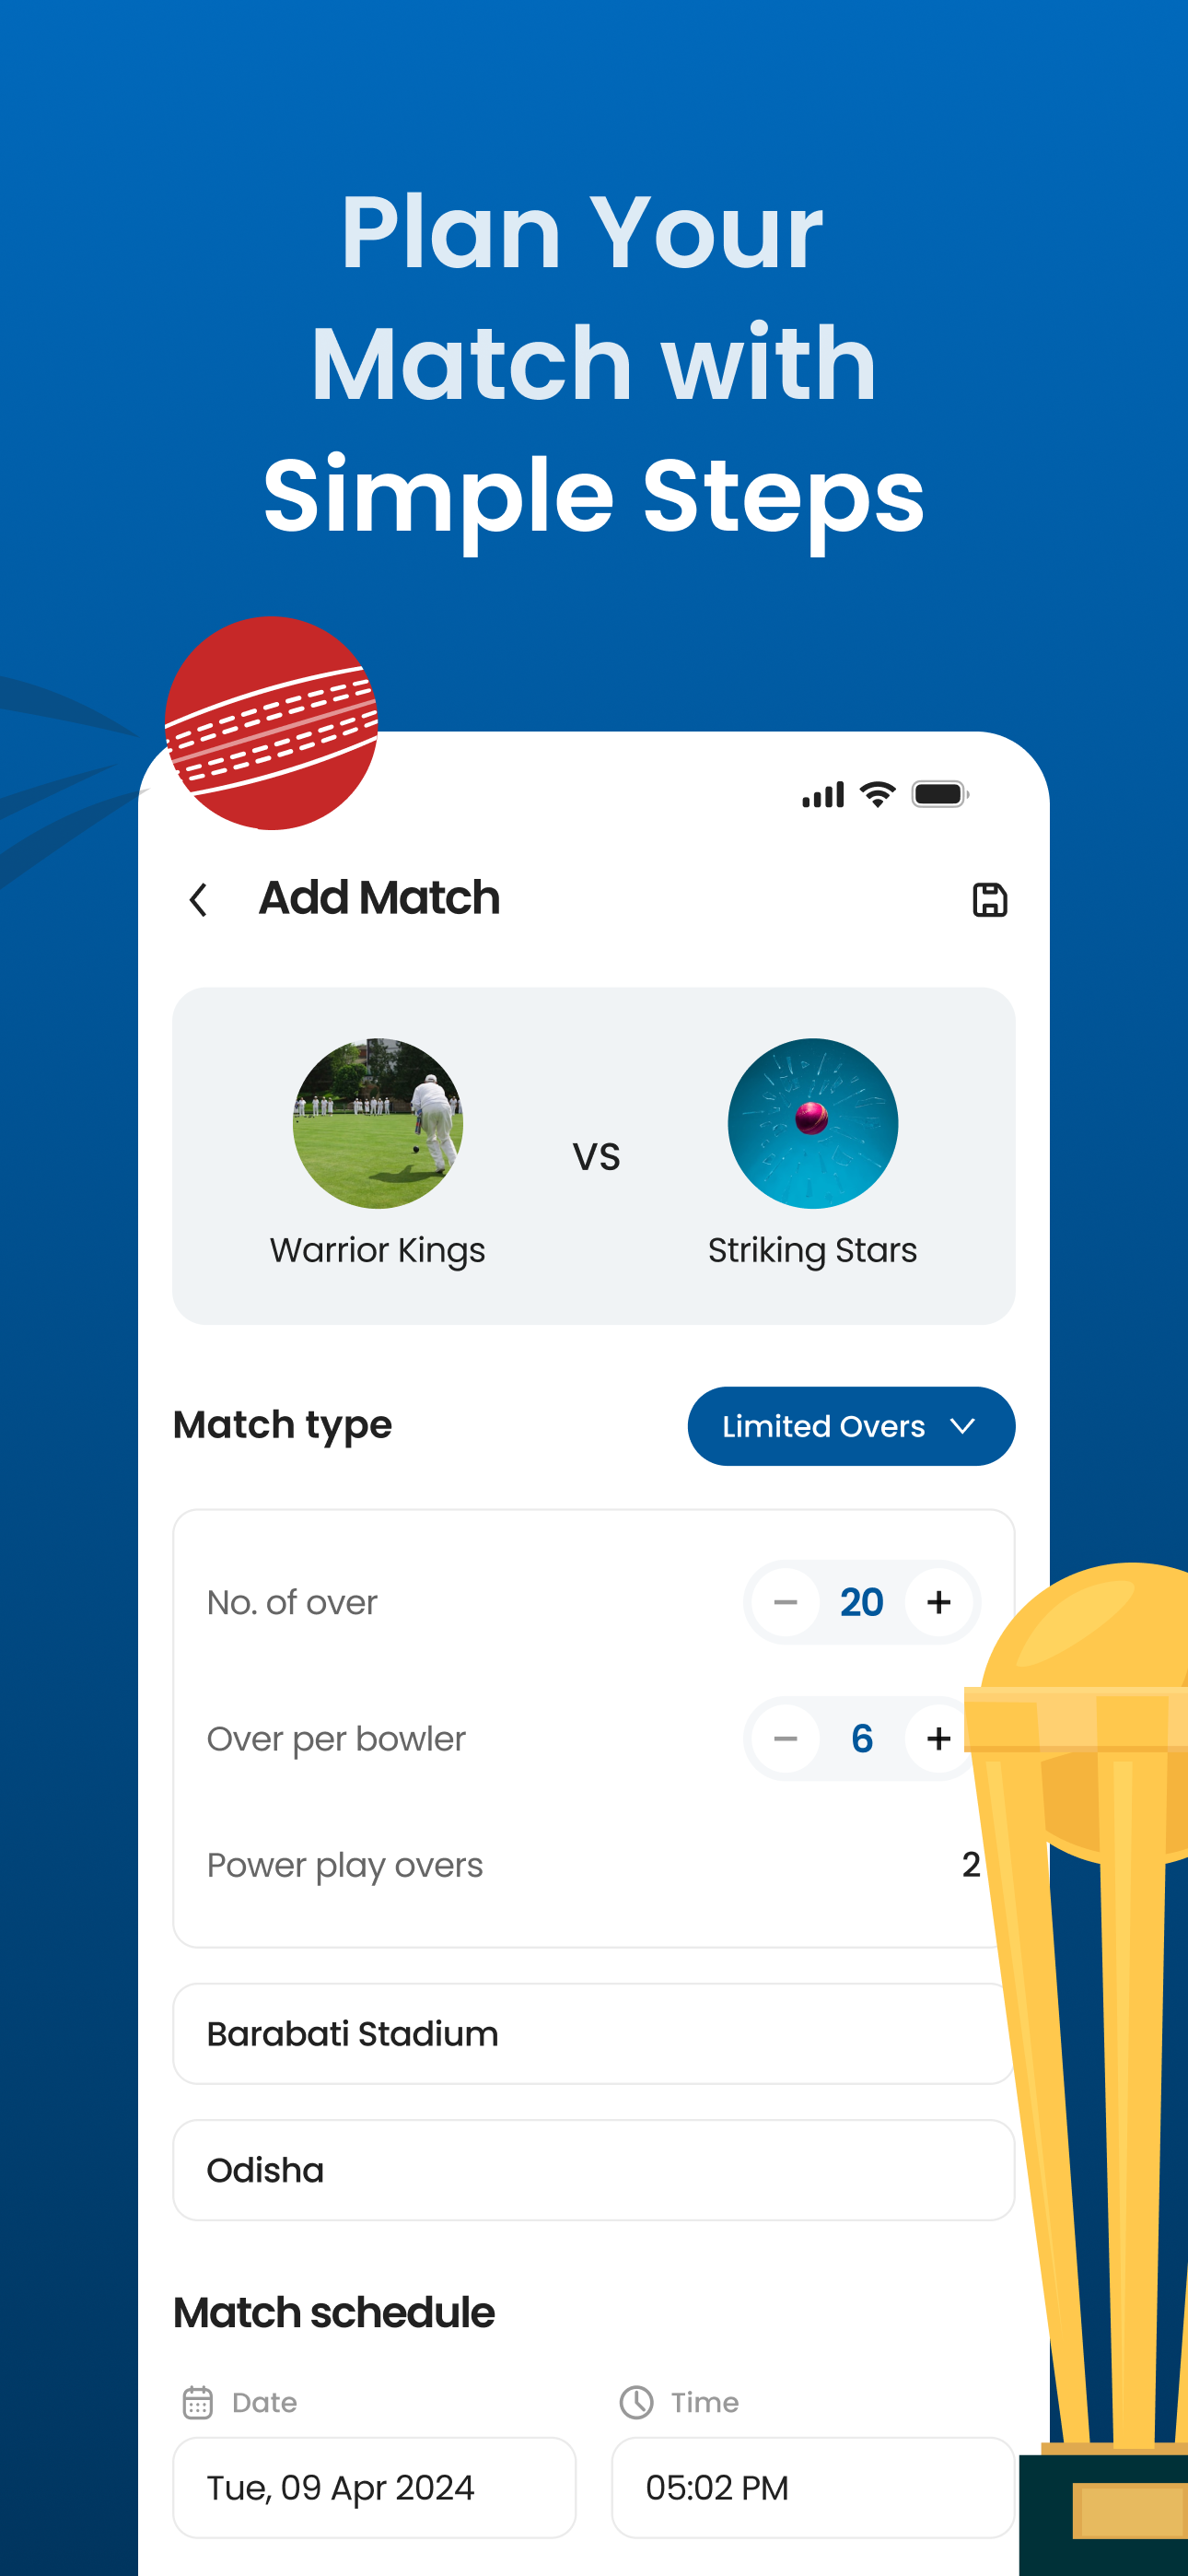 Plan Your
Match with
Simple Steps
Add Match
VS
Warrior Kings
Striking Stars
Match type
Limited Overs
No. of over
20
Over per bowler
6
Power play overs
2
Barabati Stadium
Odisha
Match schedule
Date
Time
Tue, 09 Apr 2024
05:02 PM